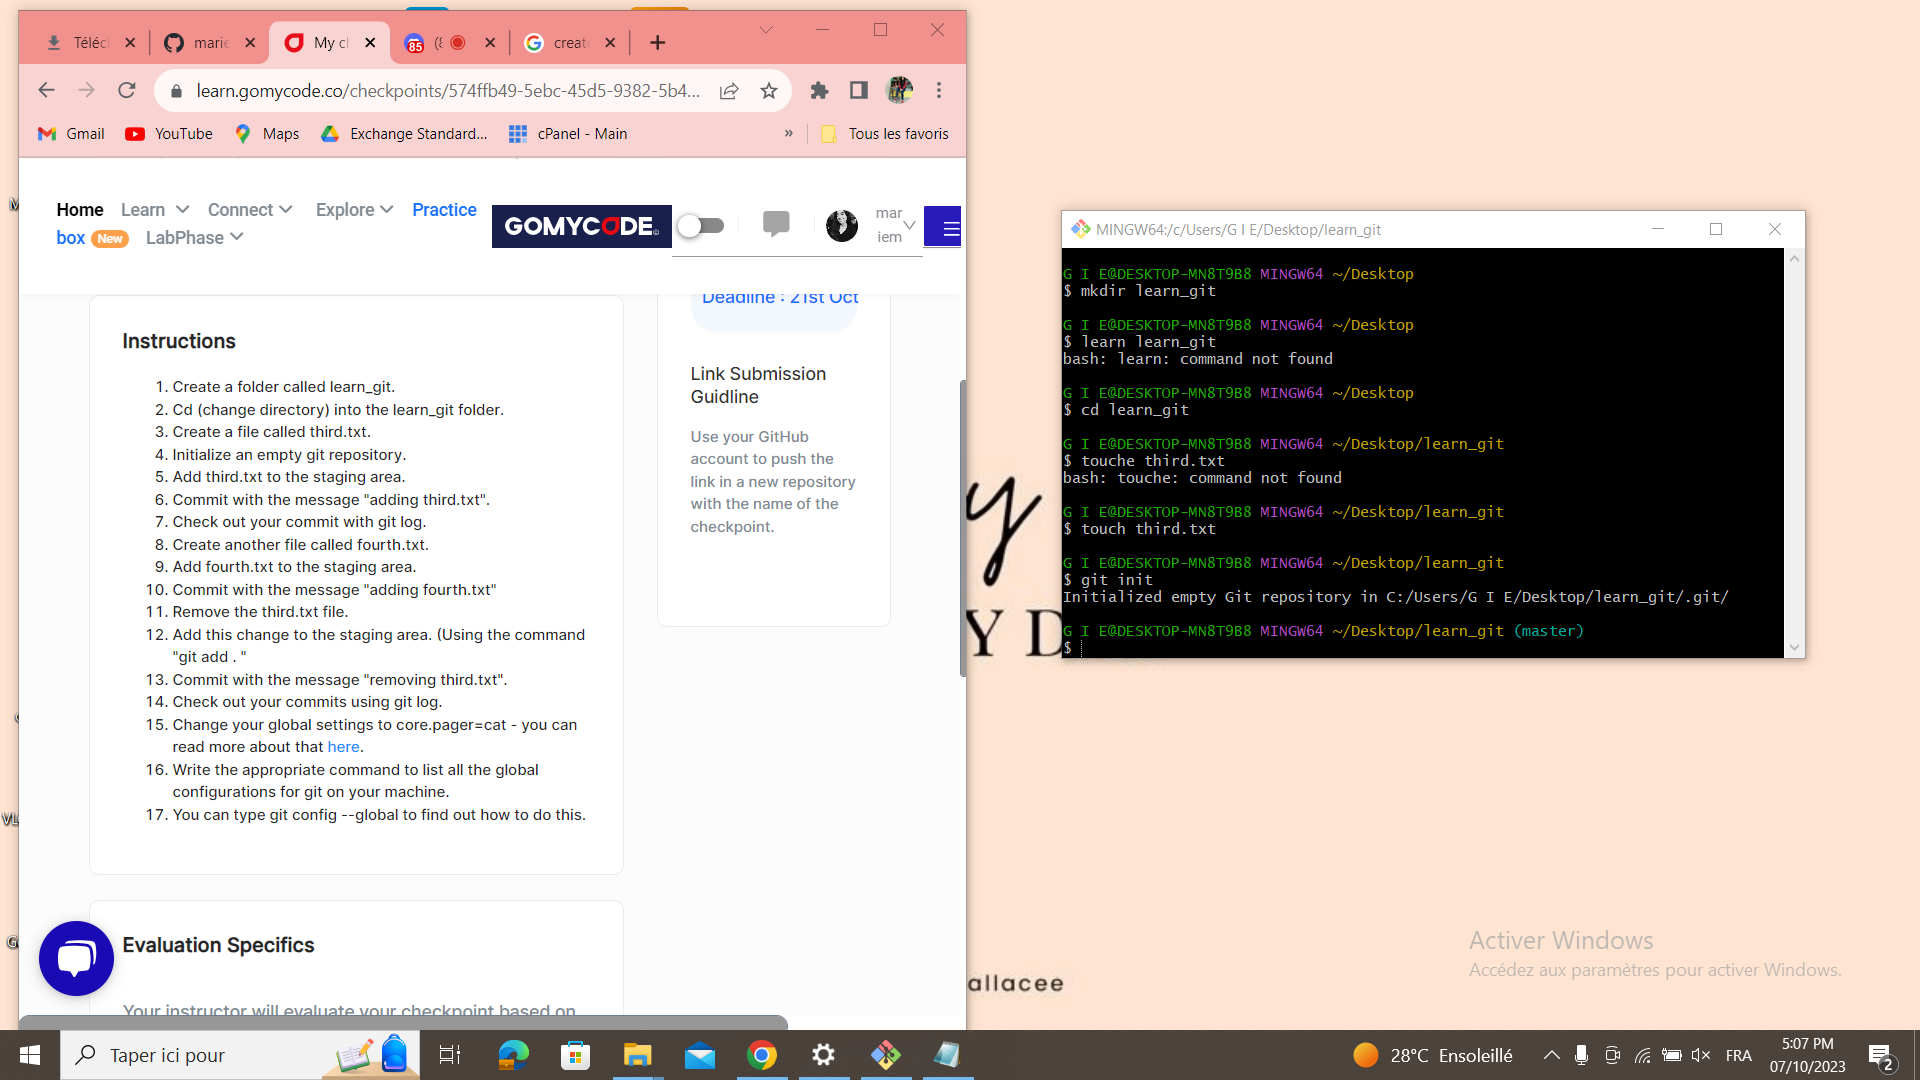 Téléc
marie
My c
85
(8
create
learn.gomycode.co/checkpoints/574ffb49-5ebc-45d5-9382-5b4...
Gmail
YouTube
Maps
Exchange Standard...
cPanel - Main
»
Tous les favoris
Home
Learn
Connect
Explore
Practice
box
New
LabPhase
GOMYCODE
mar
iem
Deadline : 21st Oct
Instructions
1. Create a folder called learn_git.
2. Cd (change directory) into the learn_git folder.
3. Create a file called third.txt.
4. Initialize an empty git repository.
5. Add third.txt to the staging area.
6. Commit with the message "adding third.txt".
7. Check out your commit with git log.
8. Create another file called fourth.txt.
9. Add fourth.txt to the staging area.
10. Commit with the message "adding fourth.txt"
11. Remove the third.txt file.
12. Add this change to the staging area. (Using the command
"git add . "
13. Commit with the message "removing third.txt".
14. Check out your commits using git log.
15. Change your global settings to core.pager=cat - you can
read more about that here.
16. Write the appropriate command to list all the global
configurations for git on your machine.
17. You can type git config --global to find out how to do this.
Link Submission
Guidline
Use your GitHub
account to push the
link in a new repository
with the name of the
checkpoint.
Evaluation Specifics
Your instructor will evaluate your checkpoint based on
MINGW64:/c/Users/G I E/Desktop/learn_git
G I E@DESKTOP-MN8T9B8 MINGW64 ~/Desktop
$ mkdir learn_git
G I E@DESKTOP-MN8T9B8 MINGW64 ~/Desktop
$ learn learn_git
bash: learn: command not found
G I E@DESKTOP-MN8T9B8 MINGW64 ~/Desktop
$ cd learn_git
G I E@DESKTOP-MN8T9B8 MINGW64 ~/Desktop/learn_git
$ touche third.txt
bash: touche: command not found
G I E@DESKTOP-MN8T9B8 MINGW64 ~/Desktop/learn_git
$ touch third.txt
G I E@DESKTOP-MN8T9B8 MINGW64 ~/Desktop/learn_git
$ git init
Initialized empty Git repository in C:/Users/G I E/Desktop/learn_git/.git/
G I E@DESKTOP-MN8T9B8 MINGW64 ~/Desktop/learn_git (master)
$
y
Y D
allacee
Activer Windows
Accédez aux paramètres pour activer Windows.
Taper ici pour
28°C Ensoleillé
FRA
5:07 PM
07/10/2023
2